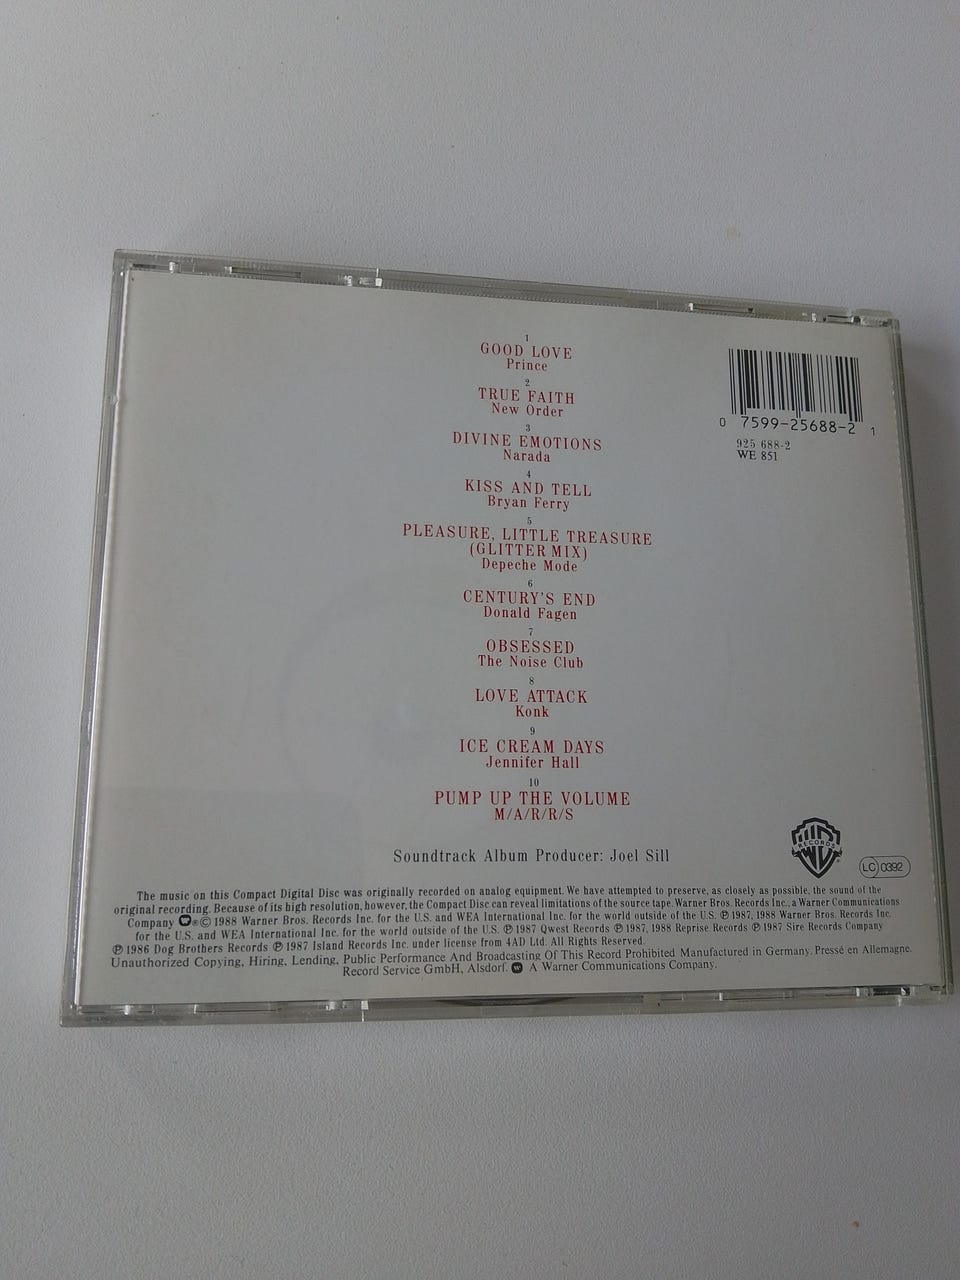 1
GOOD LOVE
Prince
2
TRUE FAITH
New Order
3
DIVINE EMOTIONS
Narada
4
KISS AND TELL
Bryan Ferry
5
PLEASURE, LITTLE TREASURE
(GLITTER MIX)
Depeche Mode
6
CENTURY'S END
Donald Fagen
7
OBSESSED
The Noise Club
8
LOVE ATTACK
Konk
9
ICE CREAM DAYS
Jennifer Hall
10
PUMP UP THE VOLUME
M/A/R/R/S
Soundtrack Album Producer: Joel Sill
0 7599-25688-2 1
925 688-2
WE 851
WB
RECORDS
LC 0392
The music on this Compact Digital Disc was originally recorded on analog equipment. We have attempted to preserve, as closely as possible, the sound of the
original recording. Because of its high resolution, however, the Compact Disc can reveal limitations of the source tape. Warner Bros. Records Inc., a Warner Communications
Company ®© 1988 Warner Bros. Records Inc. for the U.S. and WEA International Inc. for the world outside of the U.S. ℗ 1987, 1988 Warner Bros. Records Inc.
for the U.S. and WEA International Inc. for the world outside of the U.S. ℗ 1987 Qwest Records ℗ 1987, 1988 Reprise Records ℗ 1987 Sire Records Company
℗ 1986 Dog Brothers Records ℗ 1987 Island Records Inc. under license from 4AD Ltd. All Rights Reserved.
Unauthorized Copying, Hiring, Lending, Public Performance And Broadcasting Of This Record Prohibited Manufactured in Germany. Pressé en Allemagne.
Record Service GmbH, Alsdorf. A Warner Communications Company.